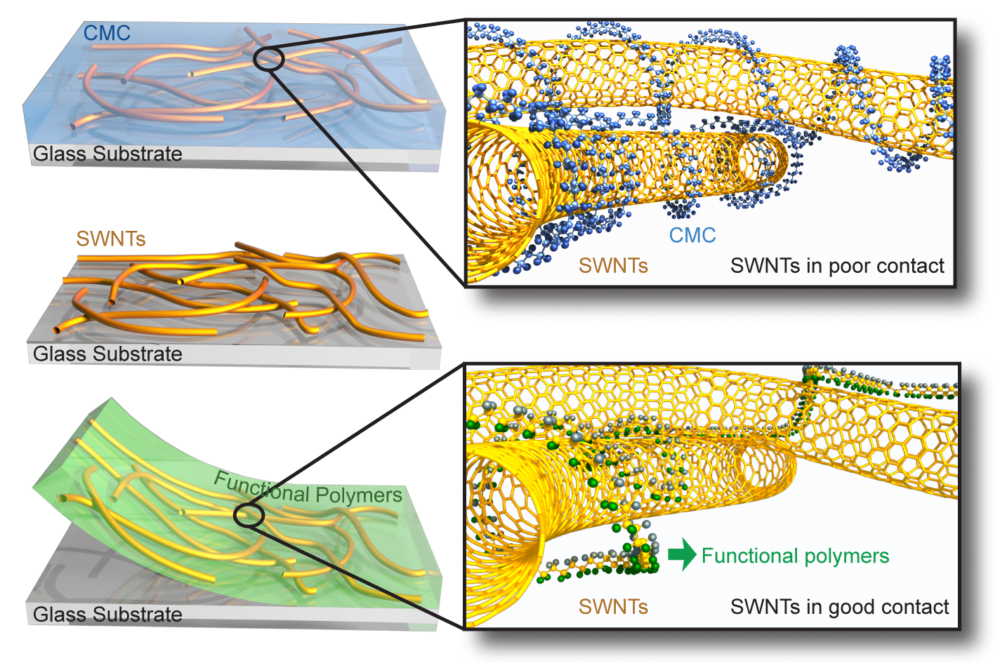 CMC
Glass Substrate
CMC
SWNTs
SWNTs in poor contact
SWNTs
Glass Substrate
Functional Polymers
Glass Substrate
Functional polymers
SWNTs
SWNTs in good contact